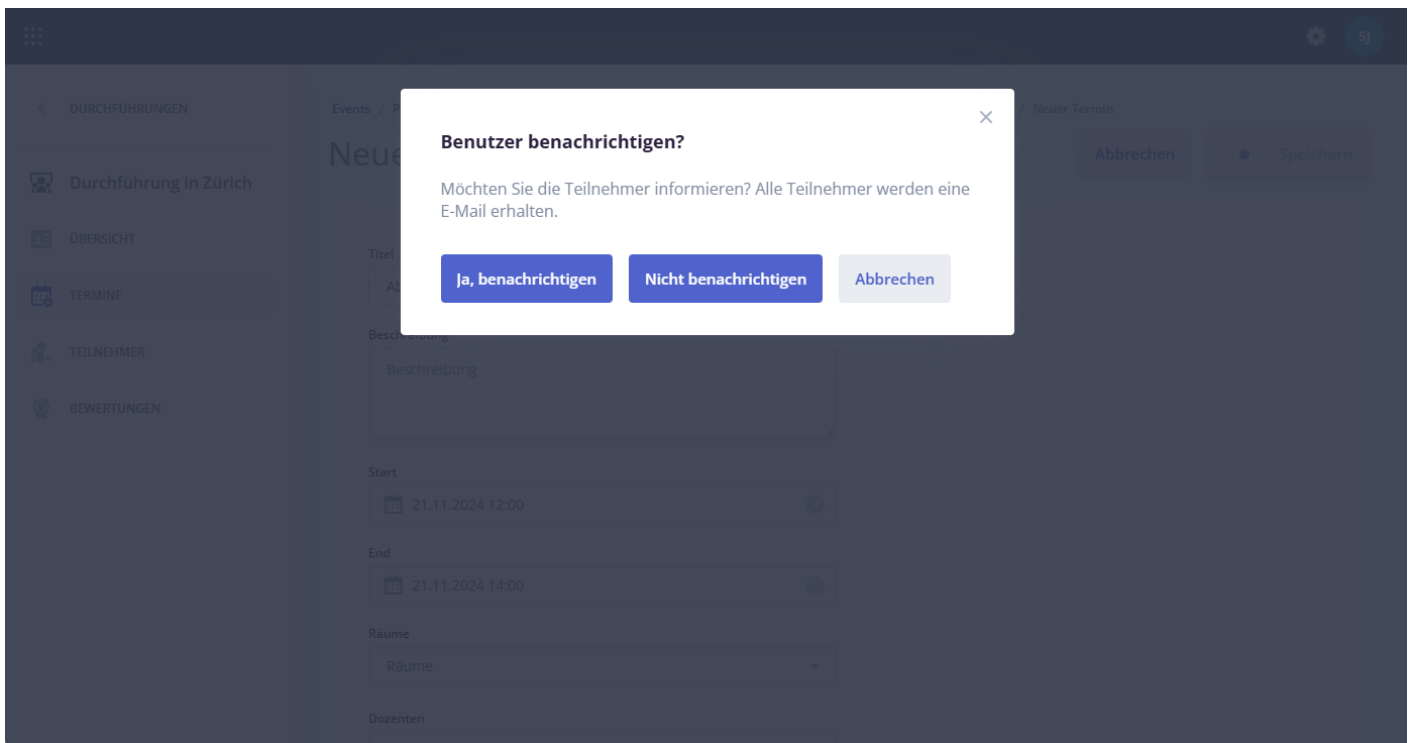 SJ
DURCHFÜHRUNGEN
Events / P / Neuer Termin
Benutzer benachrichtigen?
Neue
Abbrechen
Speichern
Durchführung in Zürich
Möchten Sie die Teilnehmer informieren? Alle Teilnehmer werden eine
E-Mail erhalten.
ÜBERSICHT
Titel
Ja, benachrichtigen
Nicht benachrichtigen
Abbrechen
TERMINE
Beschreibung
TEILNEHMER
Beschreibung
BEWERTUNGEN
Start
21.11.2024 12:00
End
21.11.2024 14:00
Räume
Räume
Dozenten